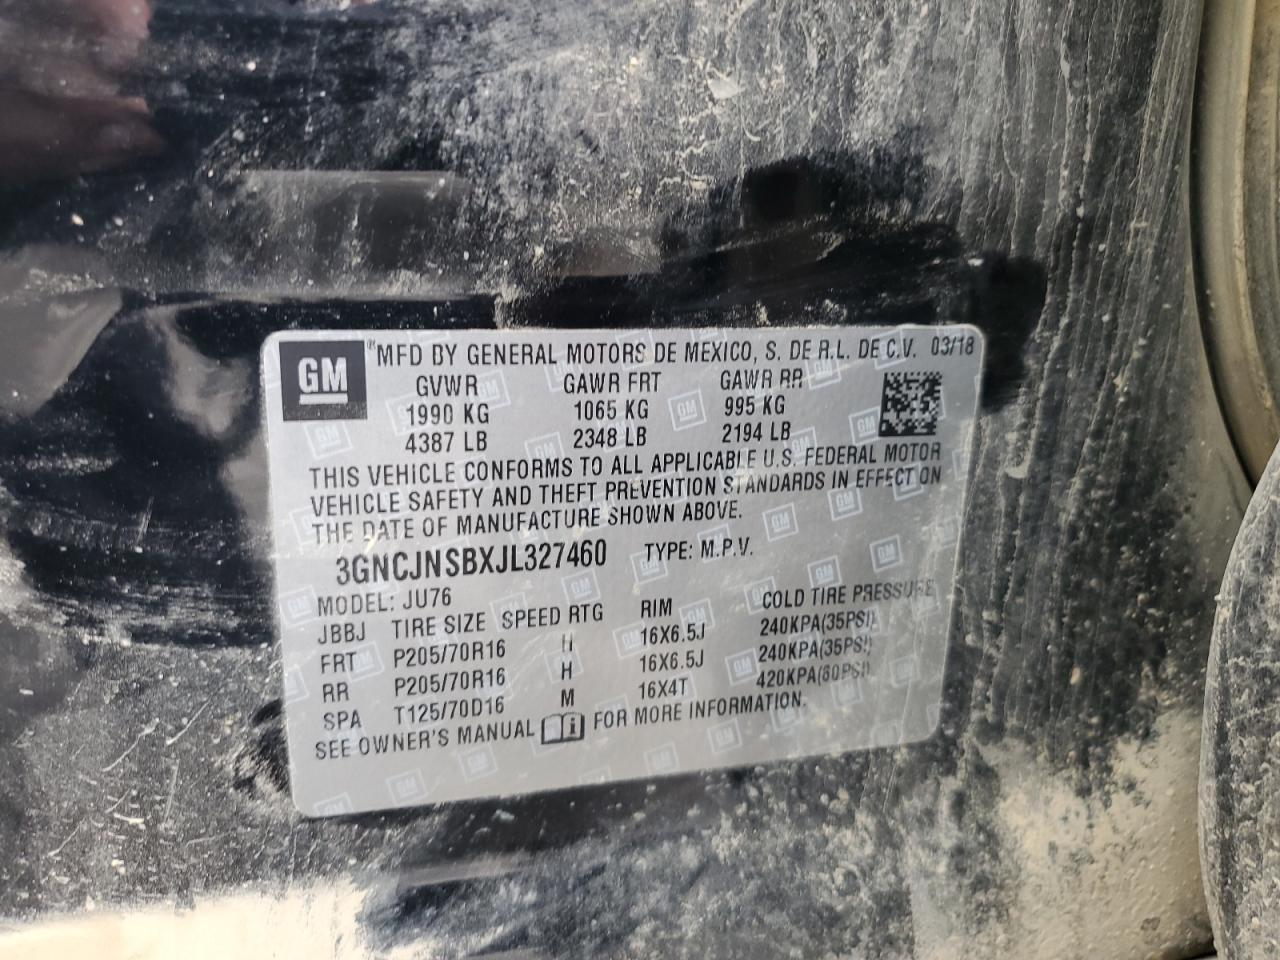 GM
® MFD BY GENERAL MOTORS DE MEXICO, S. DE R.L. DE C.V. 03/18
GVWR GAWR FRT GAWR RR
1990 KG 1065 KG 995 KG
4387 LB 2348 LB 2194 LB
THIS VEHICLE CONFORMS TO ALL APPLICABLE U.S. FEDERAL MOTOR
VEHICLE SAFETY AND THEFT PREVENTION STANDARDS IN EFFECT ON
THE DATE OF MANUFACTURE SHOWN ABOVE.
3GNCJNSBXJL327460 TYPE: M.P.V.
MODEL: JU76
JBBJ TIRE SIZE SPEED RTG RIM COLD TIRE PRESSURE
FRT P205/70R16 H 16X6.5J 240KPA(35PSI)
RR P205/70R16 H 16X6.5J 240KPA(35PSI)
SPA T125/70D16 M 16X4T 420KPA(60PSI)
SEE OWNER'S MANUAL FOR MORE INFORMATION.